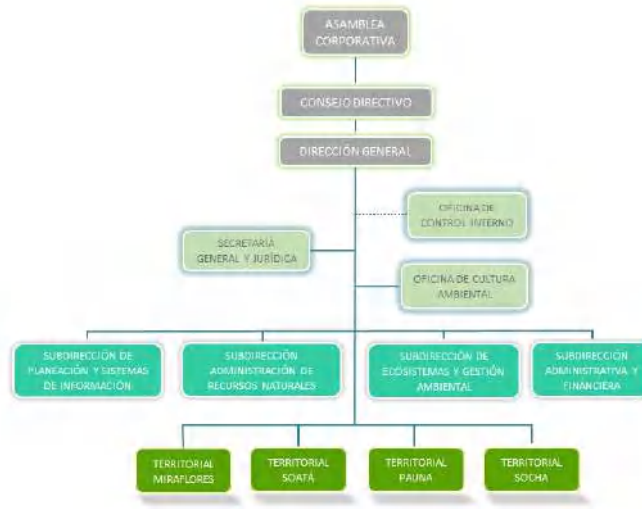 ASAMBLEA
CORPORATIVA
CONSEJO DIRECTIVO
DIRECCIÓN GENERAL
OFICINA DE
CONTROL INTERNO
SECRETARÍA
GENERAL Y JURÍDICA
OFICINA DE CULTURA
AMBIENTAL
SUBDIRECCIÓN DE
PLANEACIÓN Y SISTEMAS
DE INFORMACIÓN
SUBDIRECCIÓN
ADMINISTRACIÓN DE
RECURSOS NATURALES
SUBDIRECCIÓN DE
ECOSISTEMAS Y GESTIÓN
AMBIENTAL
SUBDIRECCIÓN
ADMINISTRATIVA Y
FINANCIERA
TERRITORIAL
MIRAFLORES
TERRITORIAL
SOATÁ
TERRITORIAL
PAUNA
TERRITORIAL
SOCHA